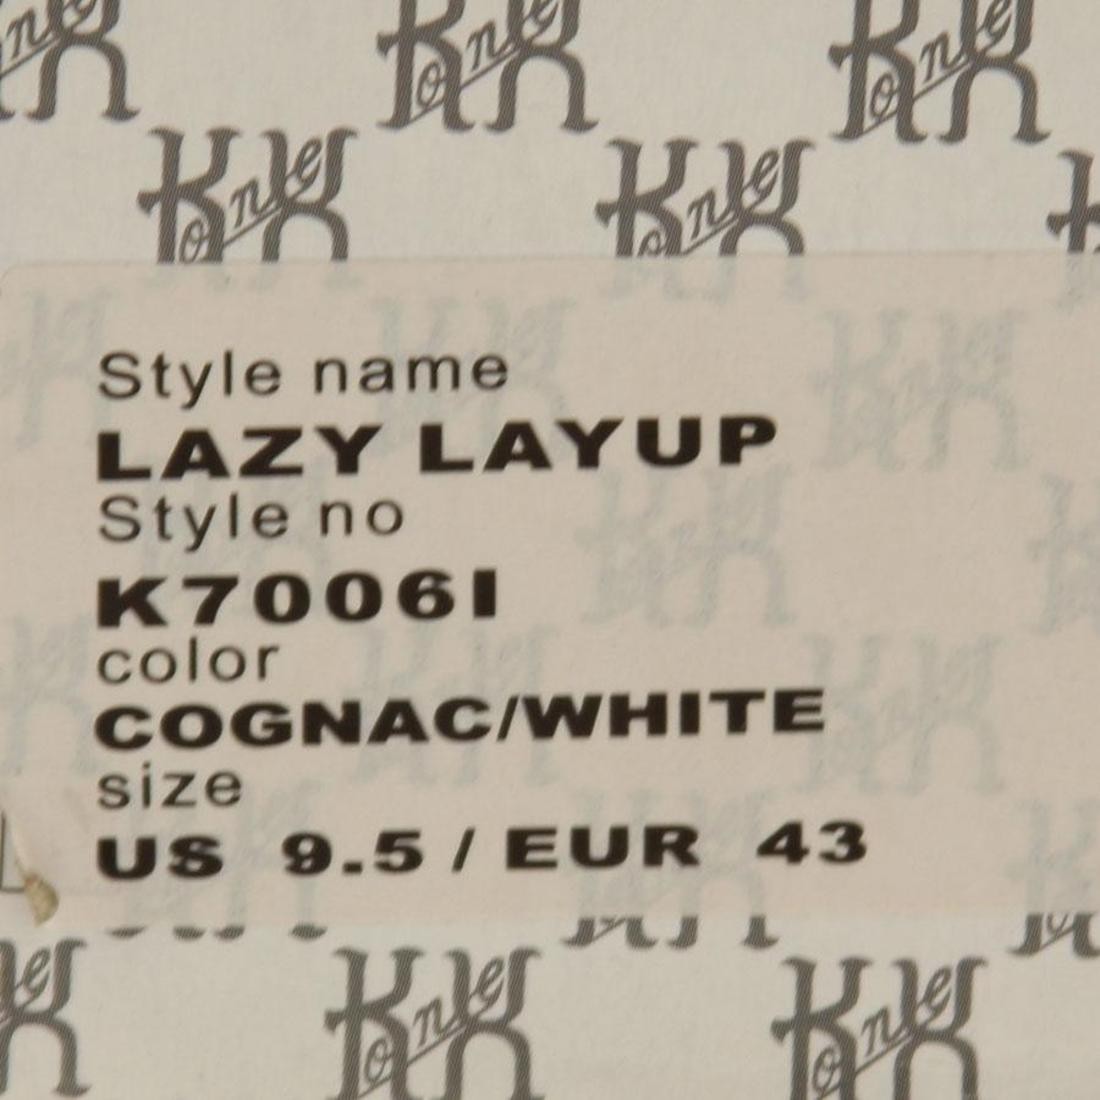 Style name
LAZY LAYUP
Style no
K7006I
color
COGNAC/WHITE
size
US 9.5 / EUR 43